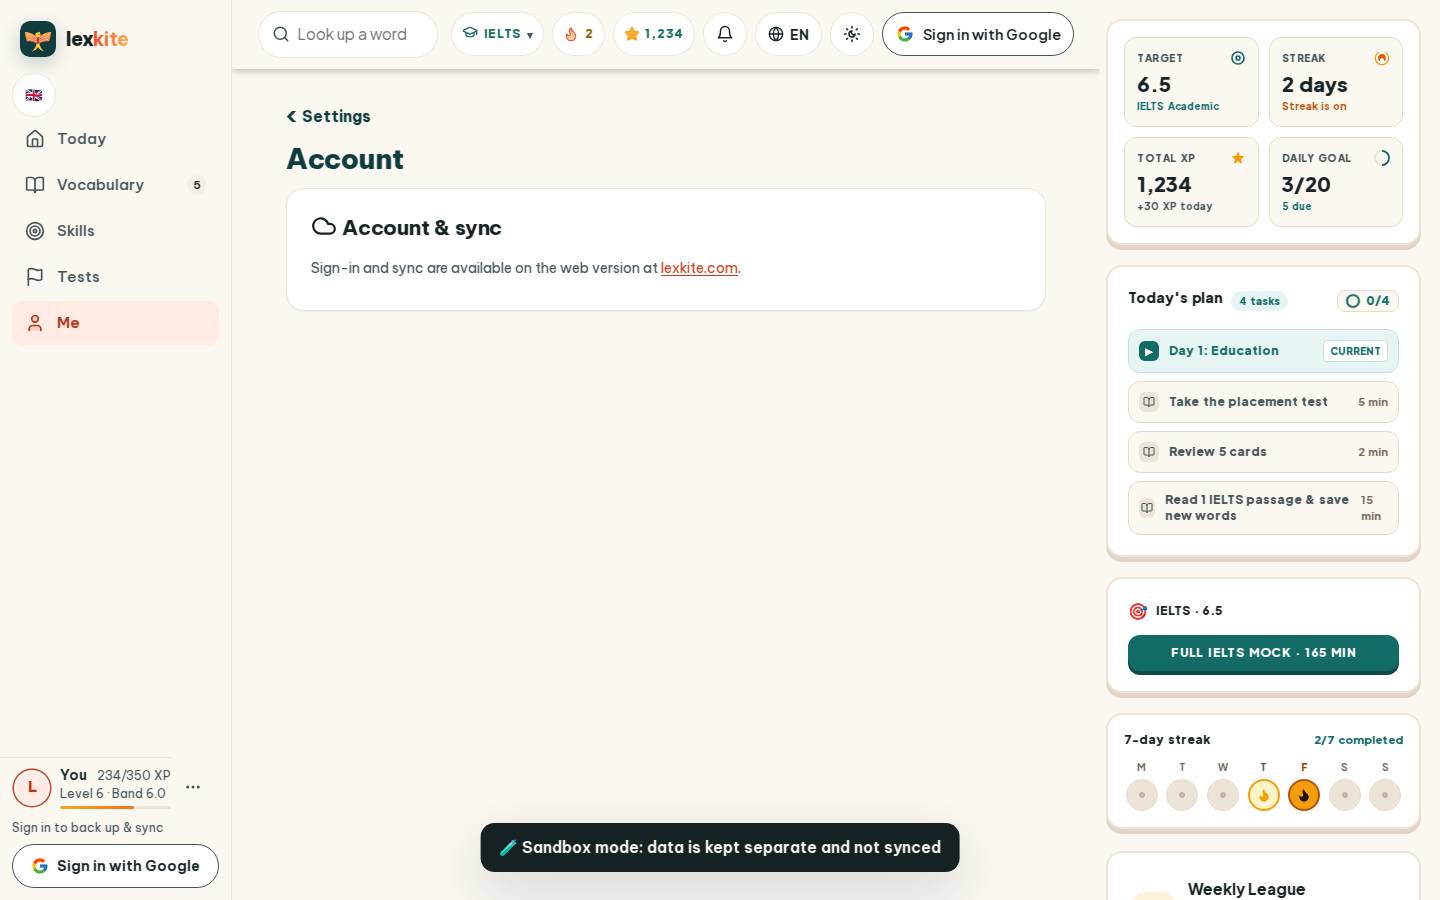 lexkite
Today
Vocabulary 5
Skills
Tests
Me
L
You 234/350 XP
Level 6 · Band 6.0
Sign in to back up & sync
Sign in with Google
Look up a word
IELTS
2
1,234
EN
Sign in with Google
Settings
Account
Account & sync
Sign-in and sync are available on the web version at lexkite.com.
Sandbox mode: data is kept separate and not synced
TARGET
6.5
IELTS Academic
STREAK
2 days
Streak is on
TOTAL XP
1,234
+30 XP today
DAILY GOAL
3/20
5 due
Today's plan 4 tasks 0/4
Day 1: Education CURRENT
Take the placement test 5 min
Review 5 cards 2 min
Read 1 IELTS passage & save new words 15 min
IELTS · 6.5
FULL IELTS MOCK · 165 MIN
7-day streak 2/7 completed
M T W T F S S
Weekly League